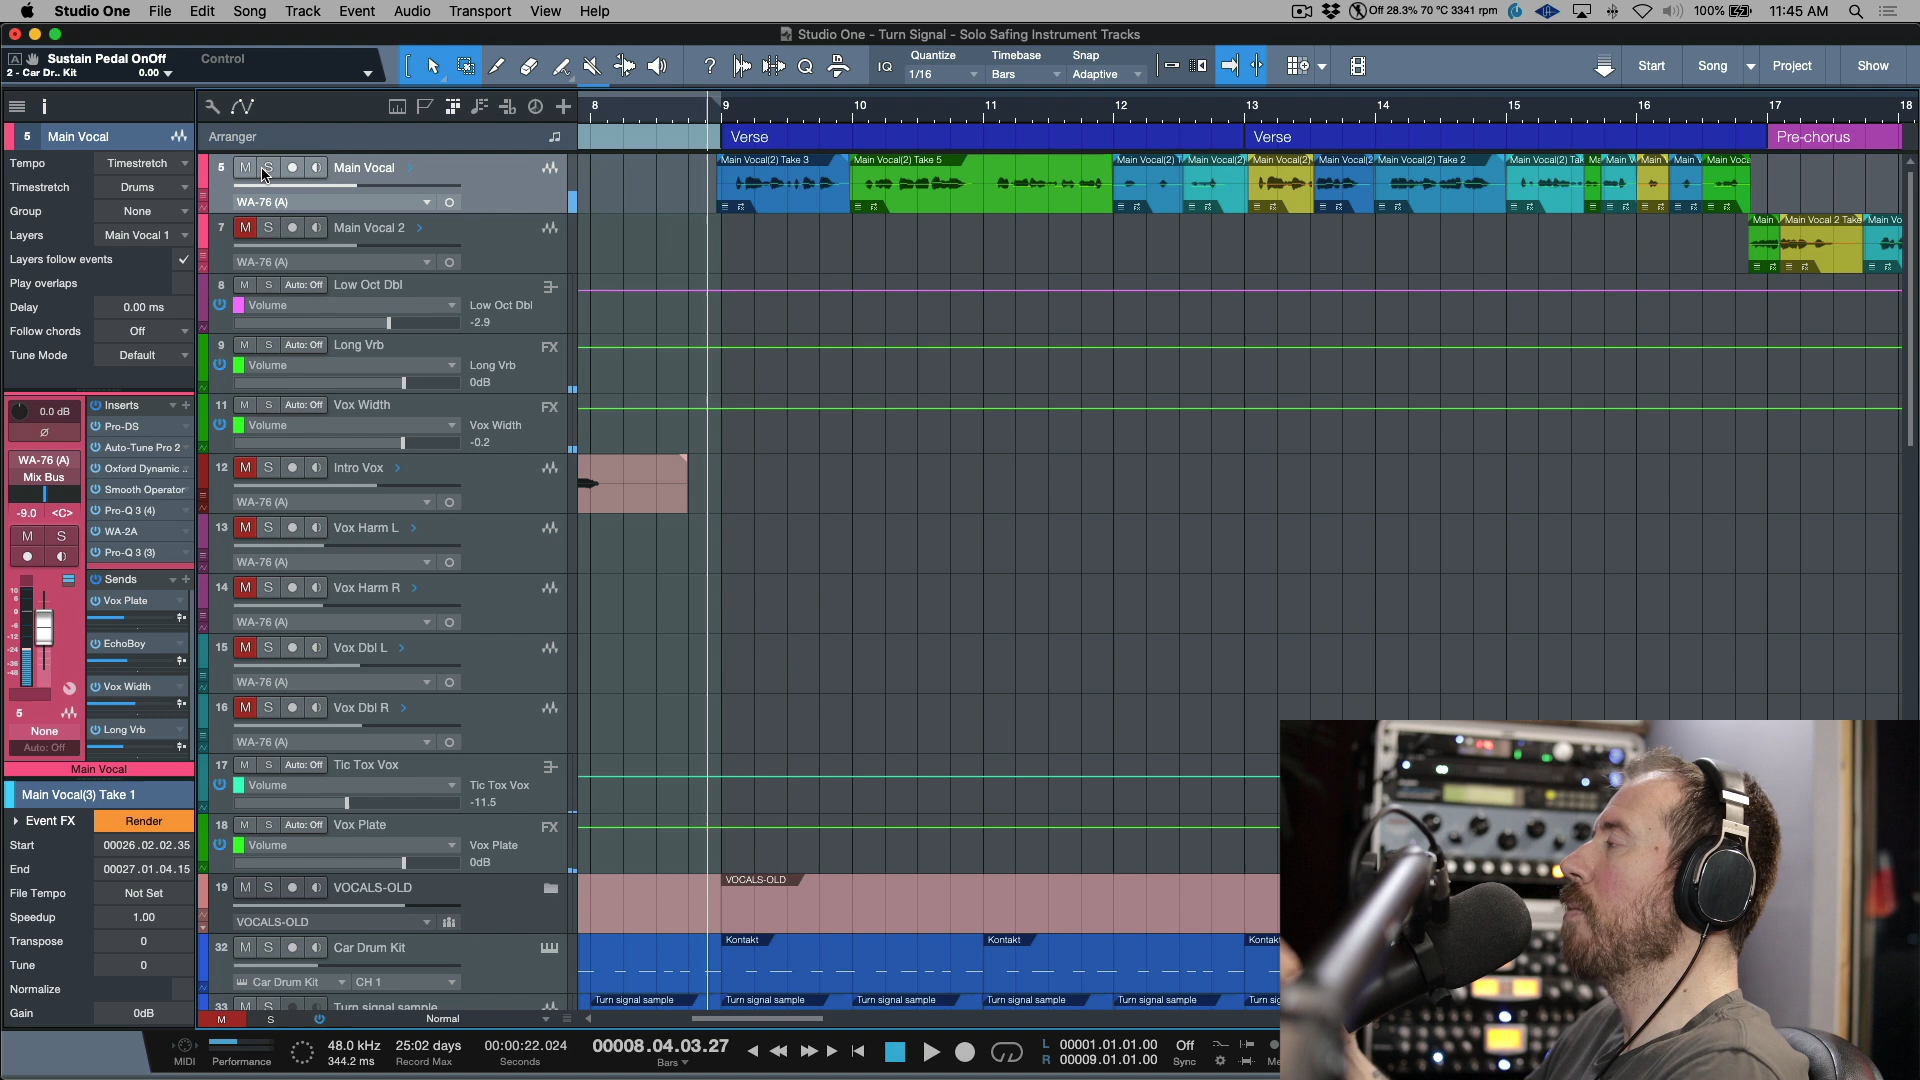 Studio One File Edit Song Track Event Audio Transport View Help
Off 28.3% 70 °C 3341 rpm 100% 11:45 AM
Studio One - Turn Signal - Solo Safing Instrument Tracks
Sustain Pedal OnOff Control
2 - Car Dr.. Kit 0.00
Quantize Timebase Snap
IQ 1/16 Bars Adaptive
Start Song Project Show
8 9 10 11 12 13 14 15 16 17 18
5 Main Vocal
Arranger
Verse Verse Pre-chorus
Tempo Timestretch
Timestretch Drums
Group None
Layers Main Vocal 1
Layers follow events
Play overlaps
Delay 0.00 ms
Follow chords Off
Tune Mode Default
5 M S Main Vocal
WA-76 (A)
Main Vocal(2) Take 3 Main Vocal(2) Take 5 Main Vocal(2) Main Vocal(2) Main Vocal(2) Main Vocal(2) Main Vocal(2) Take 2 Main Vocal(2) Main Main
7 M S Main Vocal 2
WA-76 (A)
Main Main Vocal 2 Take Main Vo
8 M S Auto: Off Low Oct Dbl
Volume Low Oct Dbl
-2.9
9 M S Auto: Off Long Vrb FX
Volume Long Vrb
0dB
11 M S Auto: Off Vox Width FX
Volume Vox Width
-0.2
12 M S Intro Vox
WA-76 (A)
13 M S Vox Harm L
WA-76 (A)
14 M S Vox Harm R
WA-76 (A)
15 M S Vox Dbl L
WA-76 (A)
16 M S Vox Dbl R
WA-76 (A)
17 M S Auto: Off Tic Tox Vox
Volume Tic Tox Vox
-11.5
18 M S Auto: Off Vox Plate FX
Volume Vox Plate
0dB
19 M S VOCALS-OLD
VOCALS-OLD
VOCALS-OLD
32 M S Car Drum Kit
Car Drum Kit CH 1
Kontakt Kontakt Kontakt
33 M S Turn signal sample
Turn signal sample Turn signal sample Turn signal sample Turn signal sample Turn signal sample Turn sig
M S Normal
0.0 dB
WA-76 (A)
Mix Bus
-9.0 <C>
M S
5
None
Auto: Off
Main Vocal
Inserts
Pro-DS
Auto-Tune Pro 2
Oxford Dynamic ..
Smooth Operator
Pro-Q 3 (4)
WA-2A
Pro-Q 3 (3)
Sends
Vox Plate
EchoBoy
Vox Width
Long Vrb
Main Vocal(3) Take 1
Event FX Render
Start 00026.02.02.35
End 00027.01.04.15
File Tempo Not Set
Speedup 1.00
Transpose 0
Tune 0
Normalize
Gain 0dB
MIDI Performance
48.0 kHz
344.2 ms
25:02 days
Record Max
00:00:22.024
Seconds
00008.04.03.27
Bars
L 00001.01.01.00
R 00009.01.01.00
Off
Sync